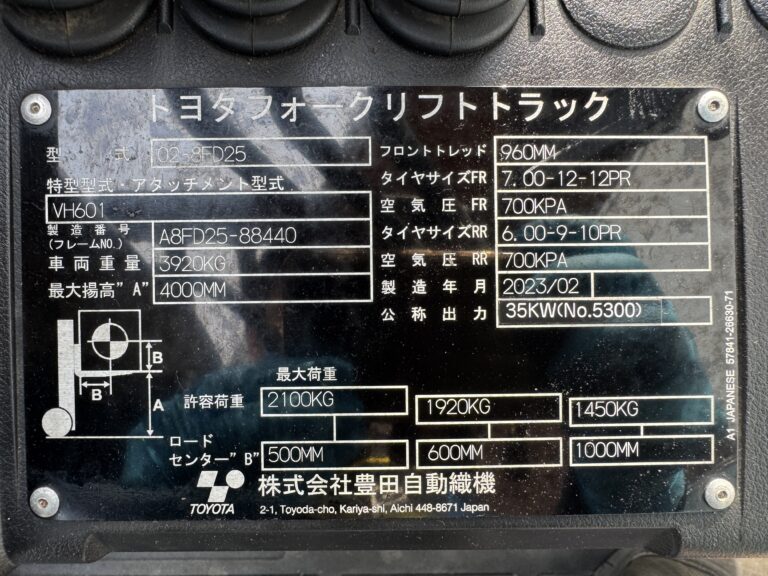 トヨタフォークリフトトラック
型 式 02-8FD25
特型型式・アタッチメント型式
VH601
製造番号
(フレームNO.) A8FD25-88440
車両重量 3920KG
最大揚高"A" 4000MM
フロントトレッド 960MM
タイヤサイズFR 7.00-12-12PR
空気圧FR 700KPA
タイヤサイズRR 6.00-9-10PR
空気圧RR 700KPA
製造年月 2023/02
公称出力 35KW(No.5300)
B
B
A
最大荷重
許容荷重 2100KG 1920KG 1450KG
ロード
センター"B" 500MM 600MM 1000MM
TOYOTA
株式会社豊田自動織機
2-1, Toyoda-cho, Kariya-shi, Aichi 448-8671 Japan
A1 JAPANESE 57841-26630-71